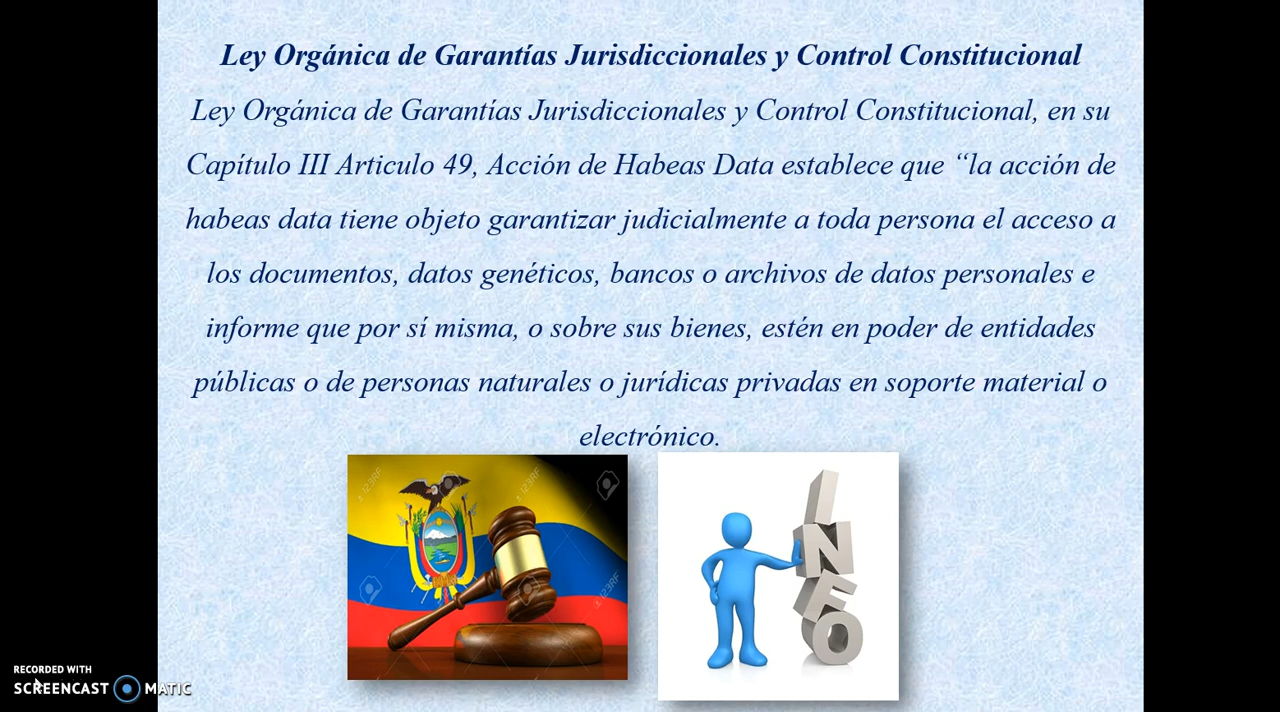 Ley Orgánica de Garantías Jurisdiccionales y Control Constitucional
Ley Orgánica de Garantías Jurisdiccionales y Control Constitucional, en su
Capítulo III Articulo 49, Acción de Habeas Data establece que “la acción de
habeas data tiene objeto garantizar judicialmente a toda persona el acceso a
los documentos, datos genéticos, bancos o archivos de datos personales e
informe que por sí misma, o sobre sus bienes, estén en poder de entidades
públicas o de personas naturales o jurídicas privadas en soporte material o
electrónico.
123RF
123RF
123RF
123RF
INFO
RECORDED WITH
SCREENCAST MATIC